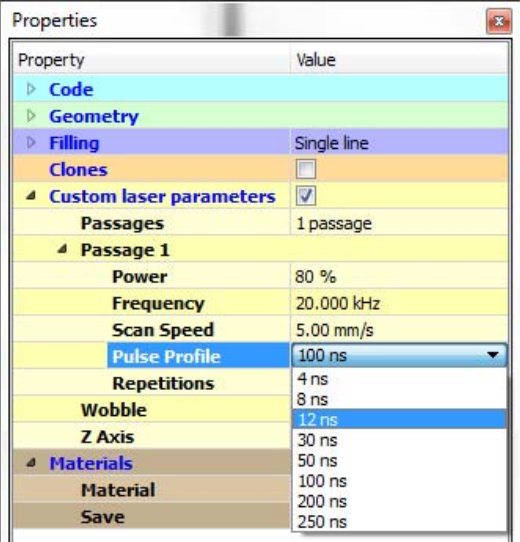 Properties
Property Value
Code
Geometry
Filling Single line
Clones
Custom laser parameters
Passages 1 passage
Passage 1
Power 80 %
Frequency 20.000 kHz
Scan Speed 5.00 mm/s
Pulse Profile 100 ns
Repetitions 4 ns
8 ns
Wobble 12 ns
Z Axis 30 ns
Materials 50 ns
Material 100 ns
200 ns
Save 250 ns